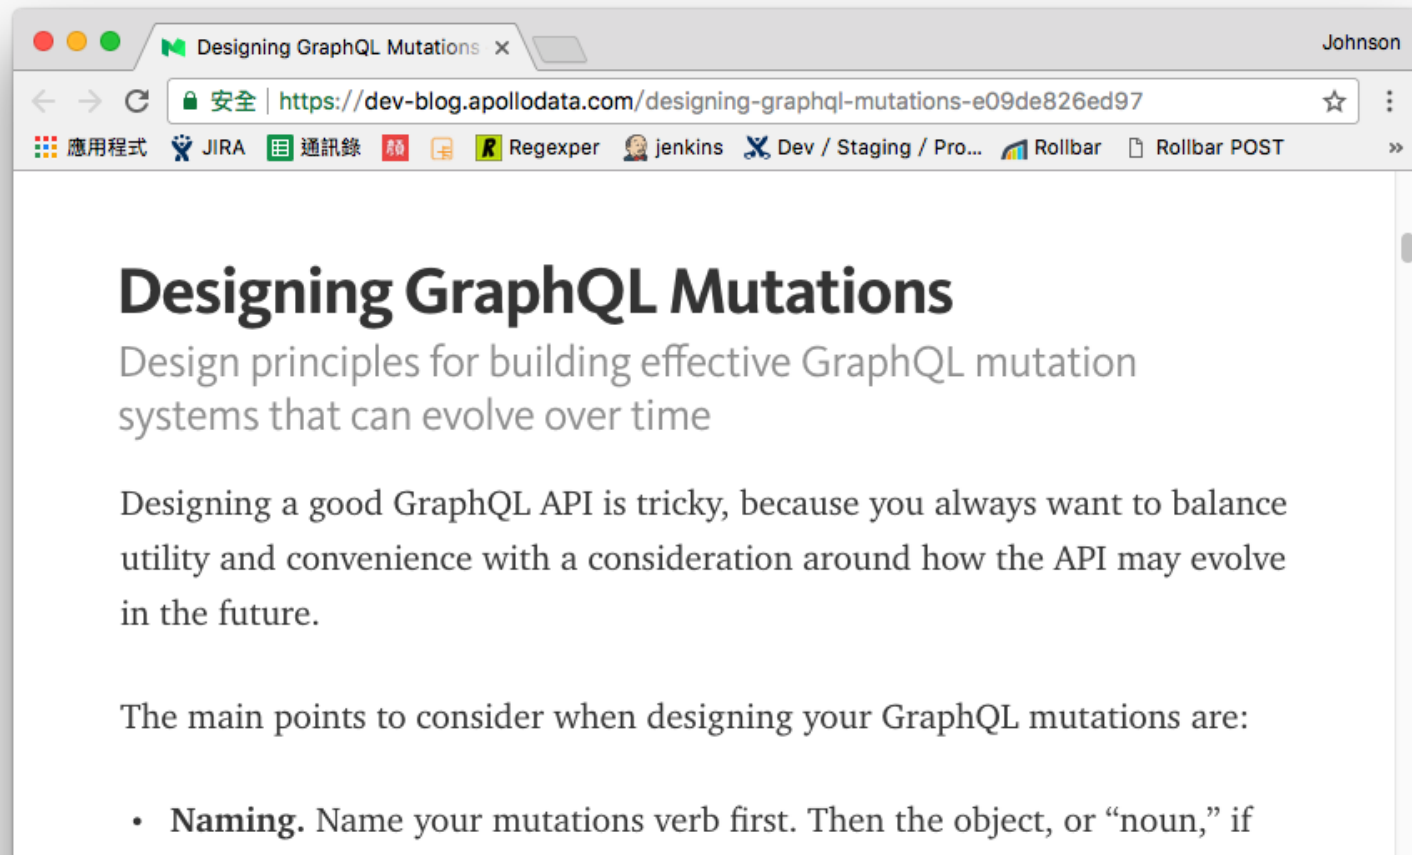 Designing GraphQL Mutations
Johnson
安全 https://dev-blog.apollodata.com/designing-graphql-mutations-e09de826ed97
應用程式 JIRA 通訊錄 顏 R Regexper jenkins Dev / Staging / Pro... Rollbar Rollbar POST »
Designing GraphQL Mutations
Design principles for building effective GraphQL mutation
systems that can evolve over time
Designing a good GraphQL API is tricky, because you always want to balance
utility and convenience with a consideration around how the API may evolve
in the future.
The main points to consider when designing your GraphQL mutations are:
• Naming. Name your mutations verb first. Then the object, or “noun,” if